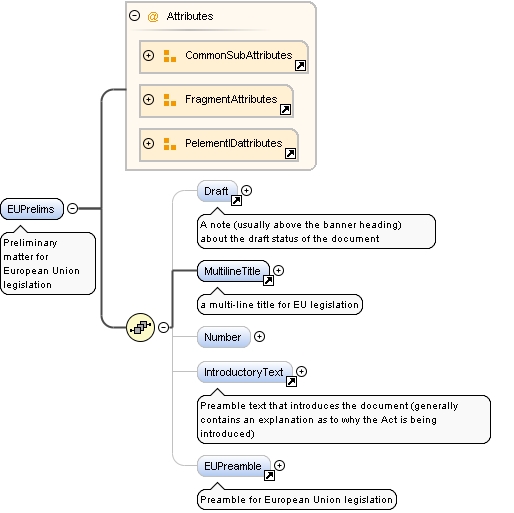 Attributes
CommonSubAttributes
FragmentAttributes
PelementIDattributes
EUPrelims
Preliminary
matter for
European Union
legislation
Draft
A note (usually above the banner heading)
about the draft status of the document
MultilineTitle
a multi-line title for EU legislation
Number
IntroductoryText
Preamble text that introduces the document (generally
contains an explanation as to why the Act is being
introduced)
EUPreamble
Preamble for European Union legislation